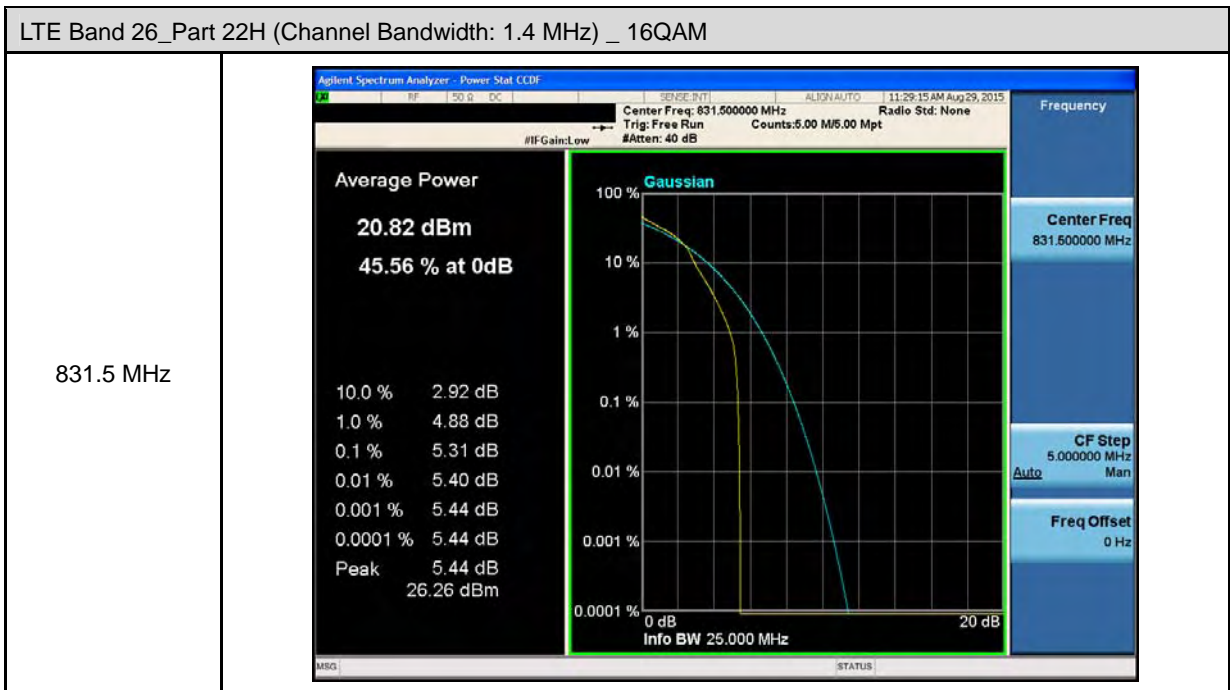 LTE Band 26_Part 22H (Channel Bandwidth: 1.4 MHz) _ 16QAM
831.5 MHz
Agilent Spectrum Analyzer - Power Stat CCDF
RF 50 Ω DC SENSE:INT ALIGN AUTO 11:29:15 AM Aug 29, 2015
Center Freq: 831.500000 MHz Radio Std: None
Trig: Free Run Counts:5.00 M/5.00 Mpt
#IFGain:Low #Atten: 40 dB
Average Power
20.82 dBm
45.56 % at 0dB
10.0 % 2.92 dB
1.0 % 4.88 dB
0.1 % 5.31 dB
0.01 % 5.40 dB
0.001 % 5.44 dB
0.0001 % 5.44 dB
Peak 5.44 dB
26.26 dBm
Gaussian
100 %
10 %
1 %
0.1 %
0.01 %
0.001 %
0.0001 %
0 dB 20 dB
Info BW 25.000 MHz
Frequency
Center Freq
831.500000 MHz
CF Step
5.000000 MHz
Auto Man
Freq Offset
0 Hz
MSG STATUS